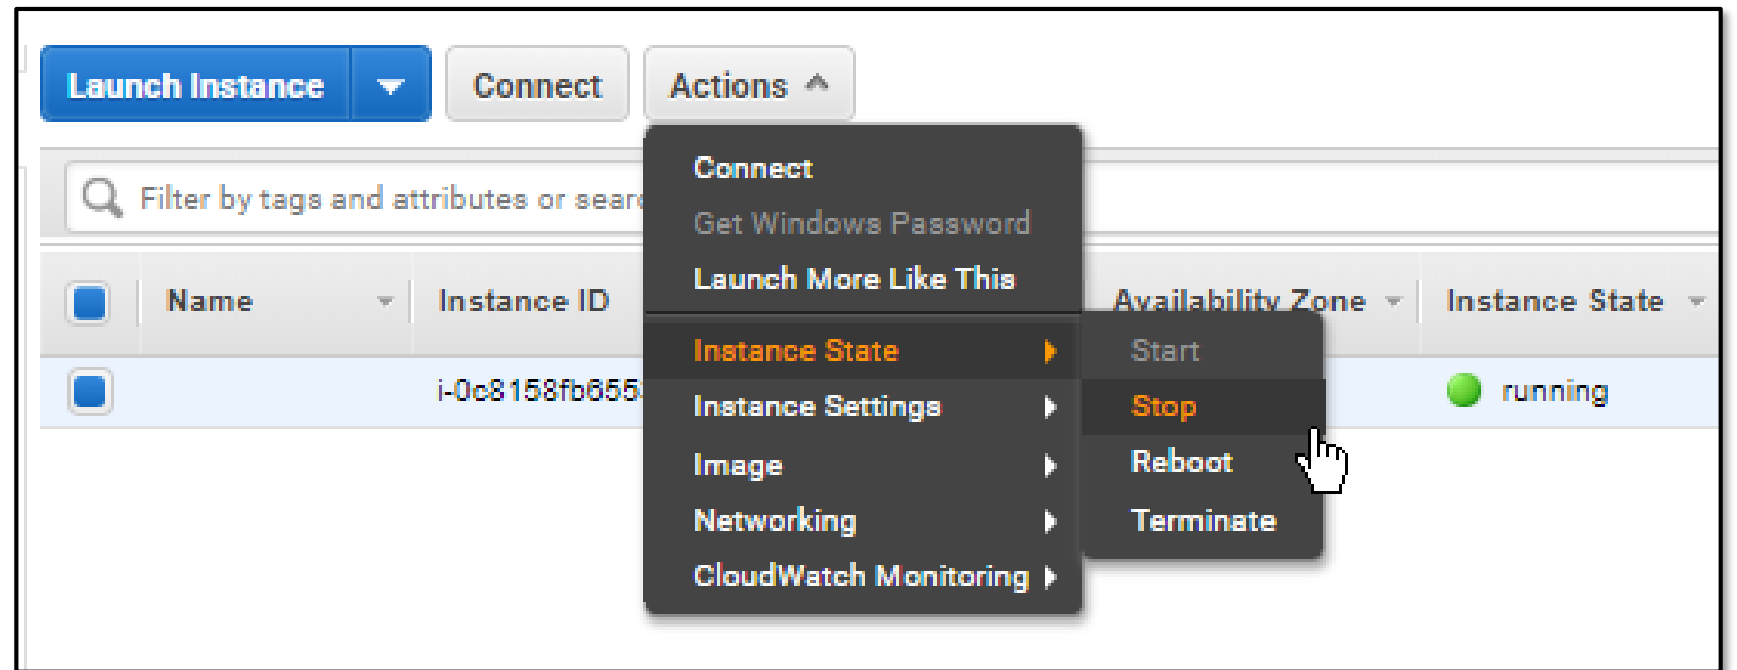 Launch Instance
Connect
Actions
Filter by tags and attributes or
Connect
Get Windows Password
Launch More Like This
Instance State
Instance Settings
Image
Networking
CloudWatch Monitoring
Start
Stop
Reboot
Terminate
Name
Instance ID
Availability Zone
Instance State
running